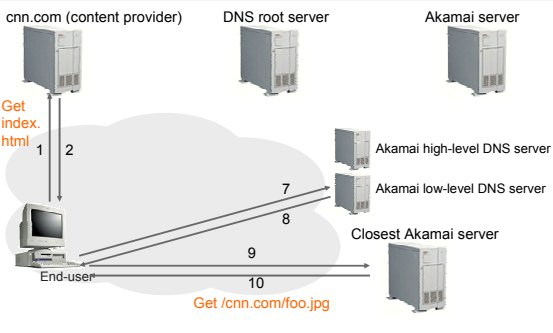 cnn.com (content provider)
DNS root server
Akamai server
Get
index.
html
1
2
Akamai high-level DNS server
7
Akamai low-level DNS server
8
Closest Akamai server
9
End-user
10
Get /cnn.com/foo.jpg